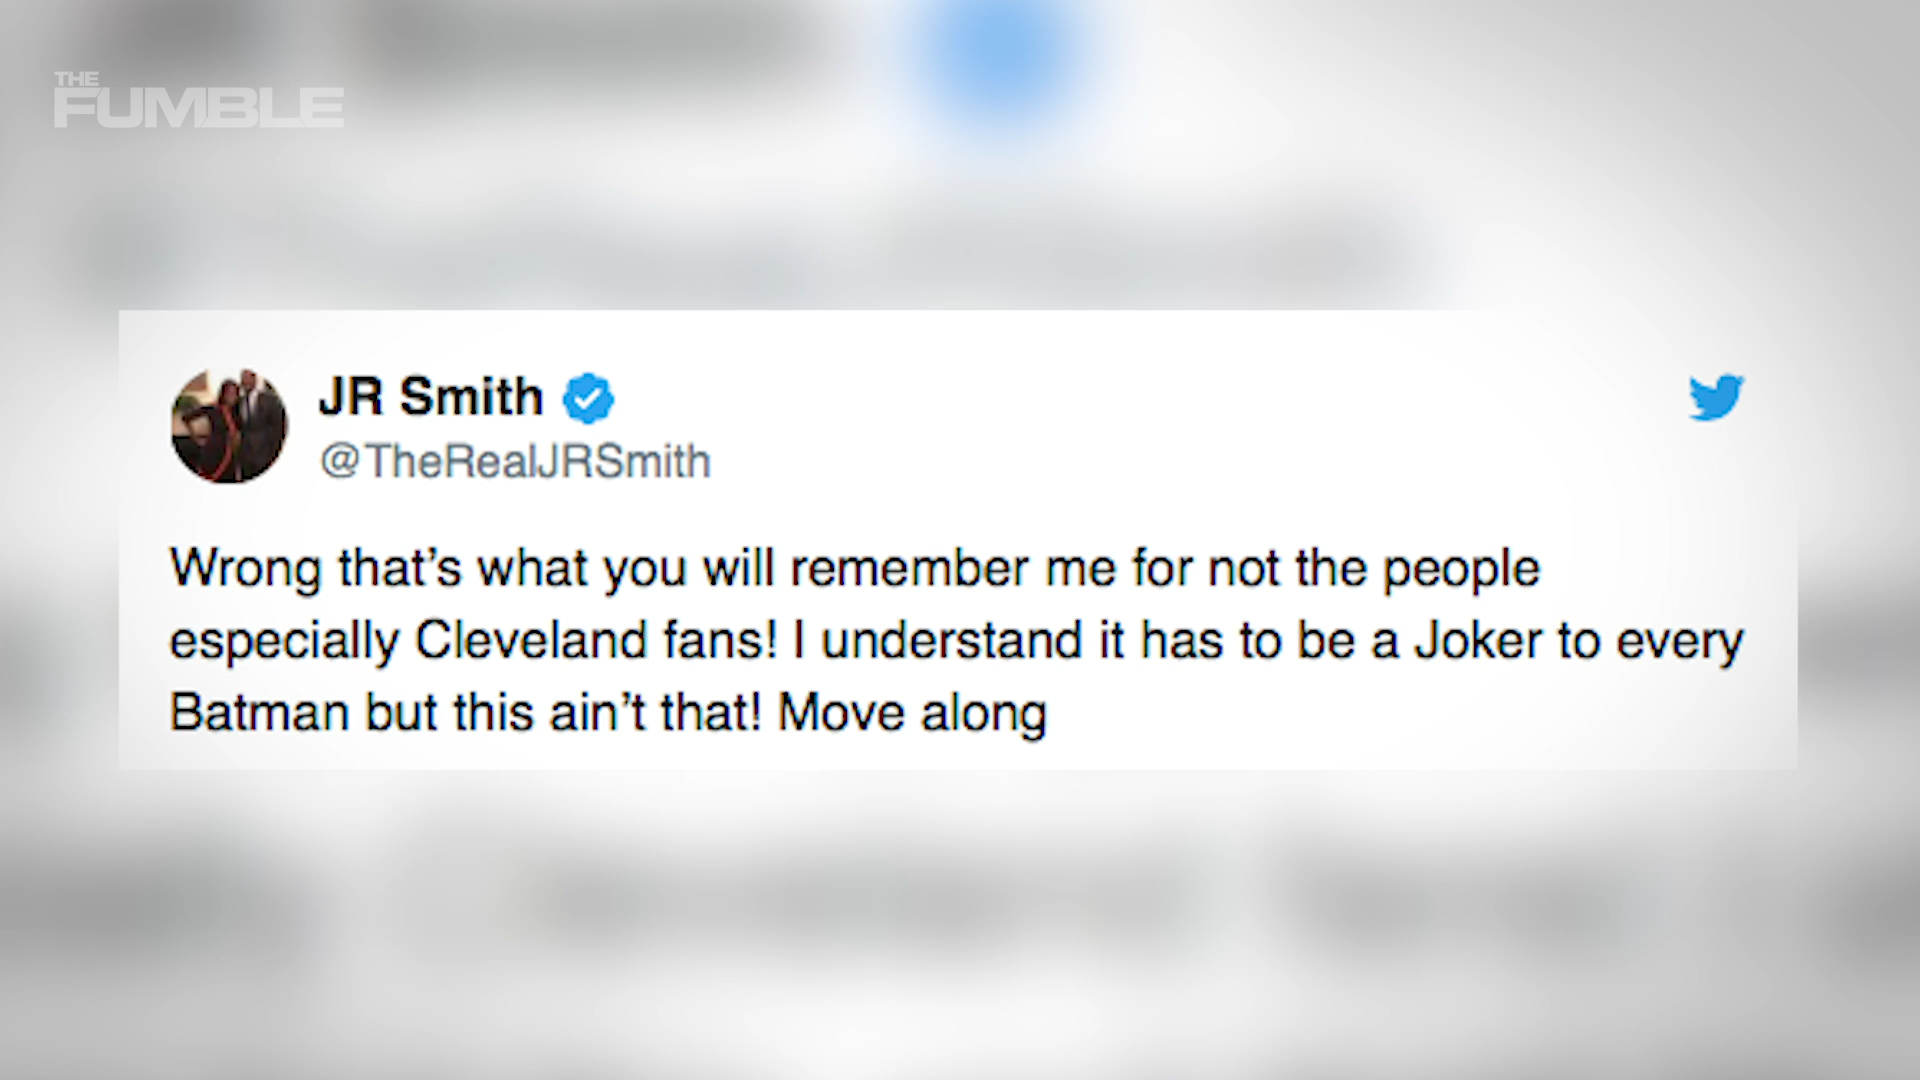 THE
FUMBLE
JR Smith
@TheRealJRSmith
Wrong that’s what you will remember me for not the people
especially Cleveland fans! I understand it has to be a Joker to every
Batman but this ain’t that! Move along